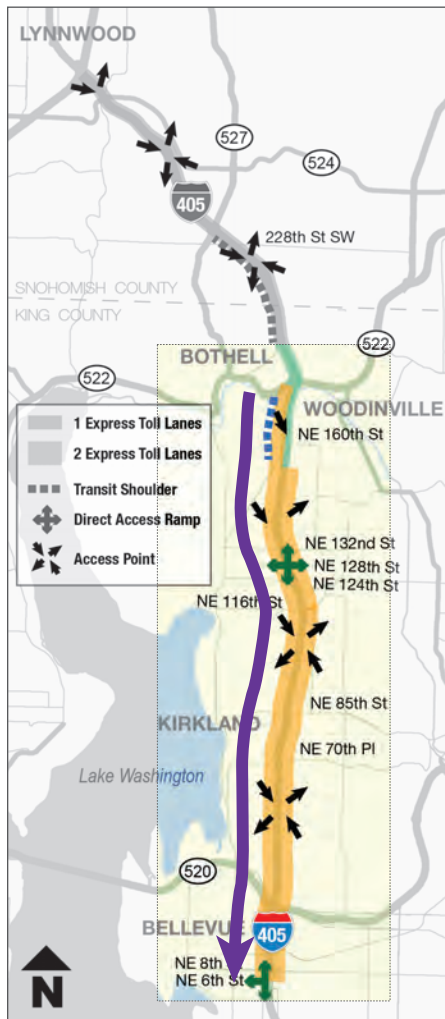 LYNNWOOD
527
524
405
228th St SW
SNOHOMISH COUNTY
KING COUNTY
BOTHELL
522
522
WOODINVILLE
1 Express Toll Lanes
2 Express Toll Lanes
Transit Shoulder
Direct Access Ramp
Access Point
NE 160th St
NE 132nd St
NE 128th St
NE 124th St
NE 116th St
NE 85th St
KIRKLAND
NE 70th Pl
Lake Washington
520
BELLEVUE
405
NE 8th
NE 6th St
N